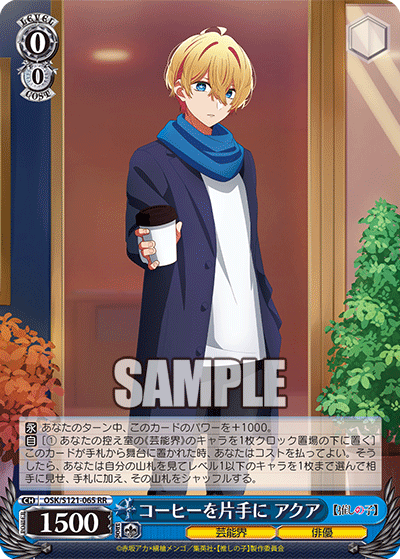 LEVEL
0
0
COST
SAMPLE
永 あなたのターン中、このカードのパワーを＋1000。
自 [① あなたの控え室の《芸能界》のキャラを1枚クロック置場の下に置く]
このカードが手札から舞台に置かれた時、あなたはコストを払ってよい。そう
したら、あなたは自分の山札を見てレベル1以下のキャラを1枚まで選んで相
手に見せ、手札に加え、その山札をシャッフルする。
CH OSK/S121-065 RR
POWER 1500 コーヒーを片手に アクア 【推しの子】
芸能界 俳優
©赤坂アカ×横槍メンゴ／集英社・【推しの子】製作委員会